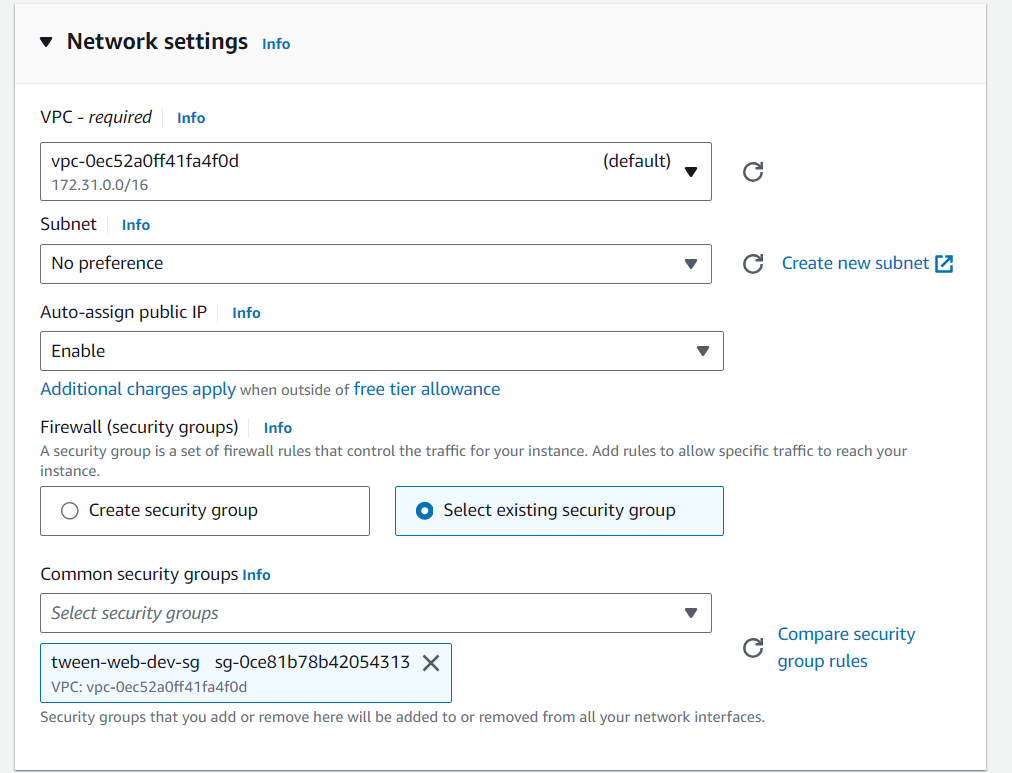 Network settings Info
VPC - required Info
vpc-0ec52a0ff41fa4f0d (default)
172.31.0.0/16
Subnet Info
No preference
Create new subnet
Auto-assign public IP Info
Enable
Additional charges apply when outside of free tier allowance
Firewall (security groups) Info
A security group is a set of firewall rules that control the traffic for your instance. Add rules to allow specific traffic to reach your
instance.
Create security group
Select existing security group
Common security groups Info
Select security groups
Compare security
group rules
tween-web-dev-sg sg-0ce81b78b42054313
VPC: vpc-0ec52a0ff41fa4f0d
Security groups that you add or remove here will be added to or removed from all your network interfaces.